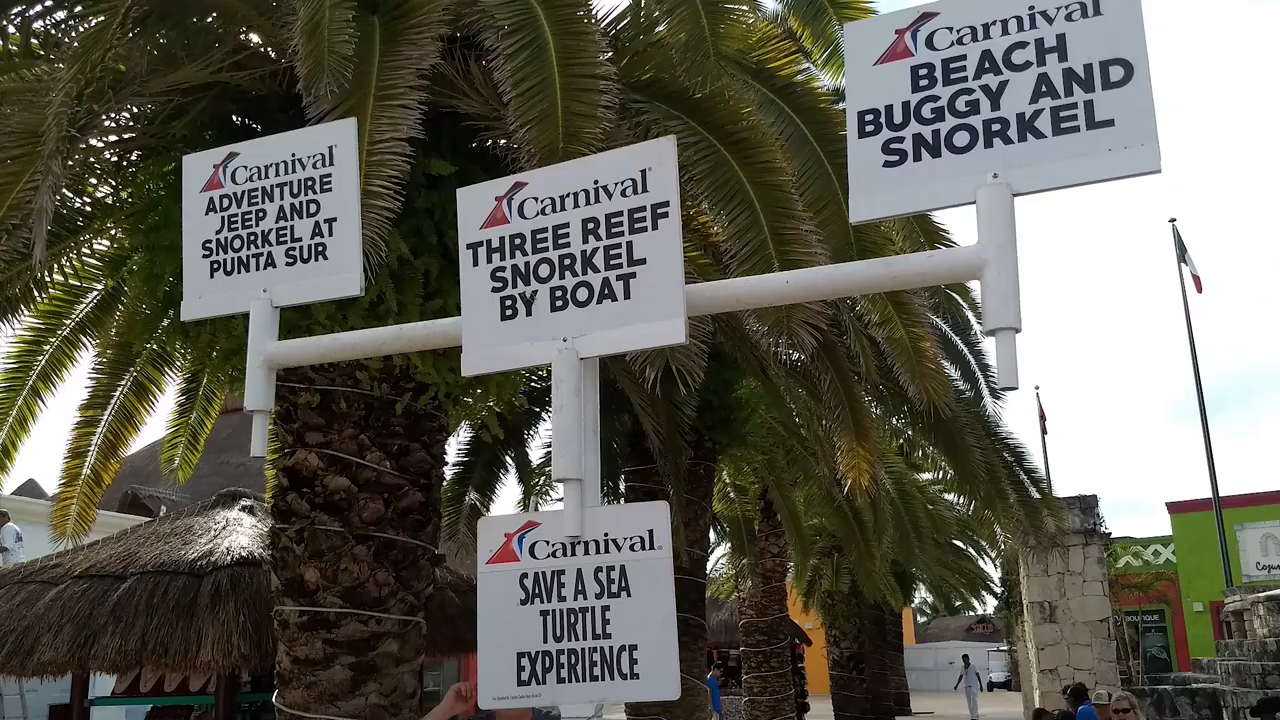 Carnival
ADVENTURE
JEEP AND
SNORKEL AT
PUNTA SUR
Carnival
THREE REEF
SNORKEL
BY BOAT
Carnival
BEACH
BUGGY AND
SNORKEL
Carnival
SAVE A SEA
TURTLE
EXPERIENCE
BOUTIQUE